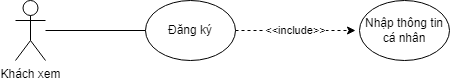 Đăng ký
<<include>>
Nhập thông tin
cá nhân
Khách xem